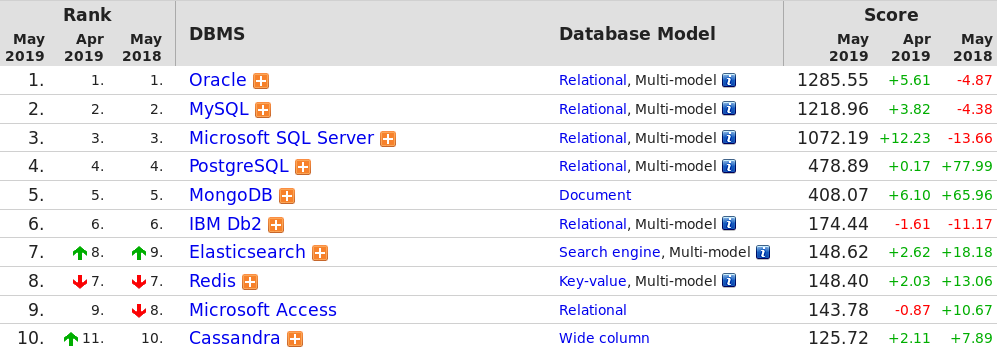 Rank Score
May 2019 Apr 2019 May 2018 DBMS Database Model May 2019 Apr 2019 May 2018
1. 1. 1. Oracle Relational, Multi-model i 1285.55 +5.61 -4.87
2. 2. 2. MySQL Relational, Multi-model i 1218.96 +3.82 -4.38
3. 3. 3. Microsoft SQL Server Relational, Multi-model i 1072.19 +12.23 -13.66
4. 4. 4. PostgreSQL Relational, Multi-model i 478.89 +0.17 +77.99
5. 5. 5. MongoDB Document 408.07 +6.10 +65.96
6. 6. 6. IBM Db2 Relational, Multi-model i 174.44 -1.61 -11.17
7. 8. 9. Elasticsearch Search engine, Multi-model i 148.62 +2.62 +18.18
8. 7. 7. Redis Key-value, Multi-model i 148.40 +2.03 +13.06
9. 9. 8. Microsoft Access Relational 143.78 -0.87 +10.67
10. 11. 10. Cassandra Wide column 125.72 +2.11 +7.89